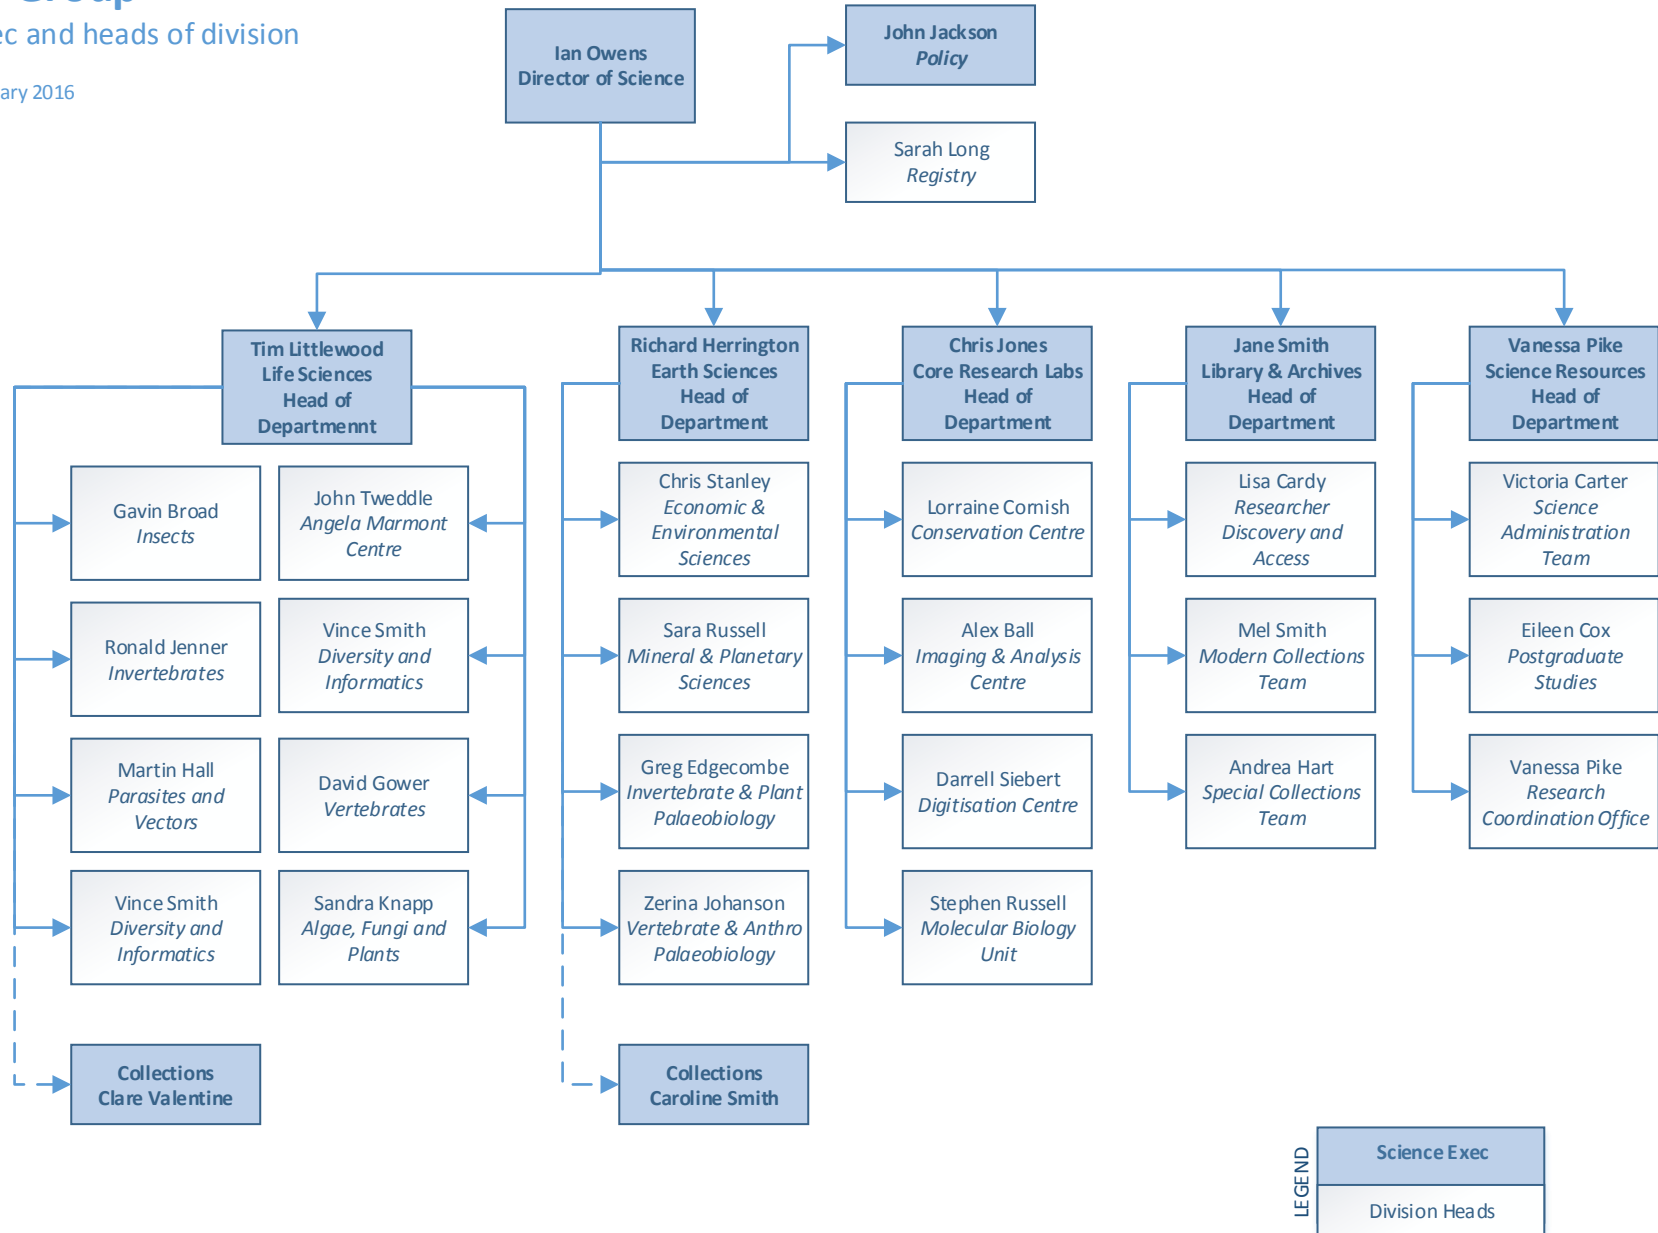 Group
and heads of division
2016
Ian Owens
Director of Science
John Jackson
Policy
Sarah Long
Registry
Tim Littlewood
Life Sciences
Head of
Departmennt
Richard Herrington
Earth Sciences
Head of
Department
Chris Jones
Core Research Labs
Head of
Department
Jane Smith
Library & Archives
Head of
Department
Vanessa Pike
Science Resources
Head of
Department
Gavin Broad
Insects
John Tweddle
Angela Marmont
Centre
Chris Stanley
Economic &
Environmental
Sciences
Lorraine Cornish
Conservation Centre
Lisa Cardy
Researcher
Discovery and
Access
Victoria Carter
Science
Administration
Team
Ronald Jenner
Invertebrates
Vince Smith
Diversity and
Informatics
Sara Russell
Mineral & Planetary
Sciences
Alex Ball
Imaging & Analysis
Centre
Mel Smith
Modern Collections
Team
Eileen Cox
Postgraduate
Studies
Martin Hall
Parasites and
Vectors
David Gower
Vertebrates
Greg Edgecombe
Invertebrate & Plant
Palaeobiology
Darrell Siebert
Digitisation Centre
Andrea Hart
Special Collections
Team
Vanessa Pike
Research
Coordination Office
Vince Smith
Diversity and
Informatics
Sandra Knapp
Algae, Fungi and
Plants
Zerina Johanson
Vertebrate & Anthro
Palaeobiology
Stephen Russell
Molecular Biology
Unit
Collections
Clare Valentine
Collections
Caroline Smith
LEGEND
Science Exec
Division Heads